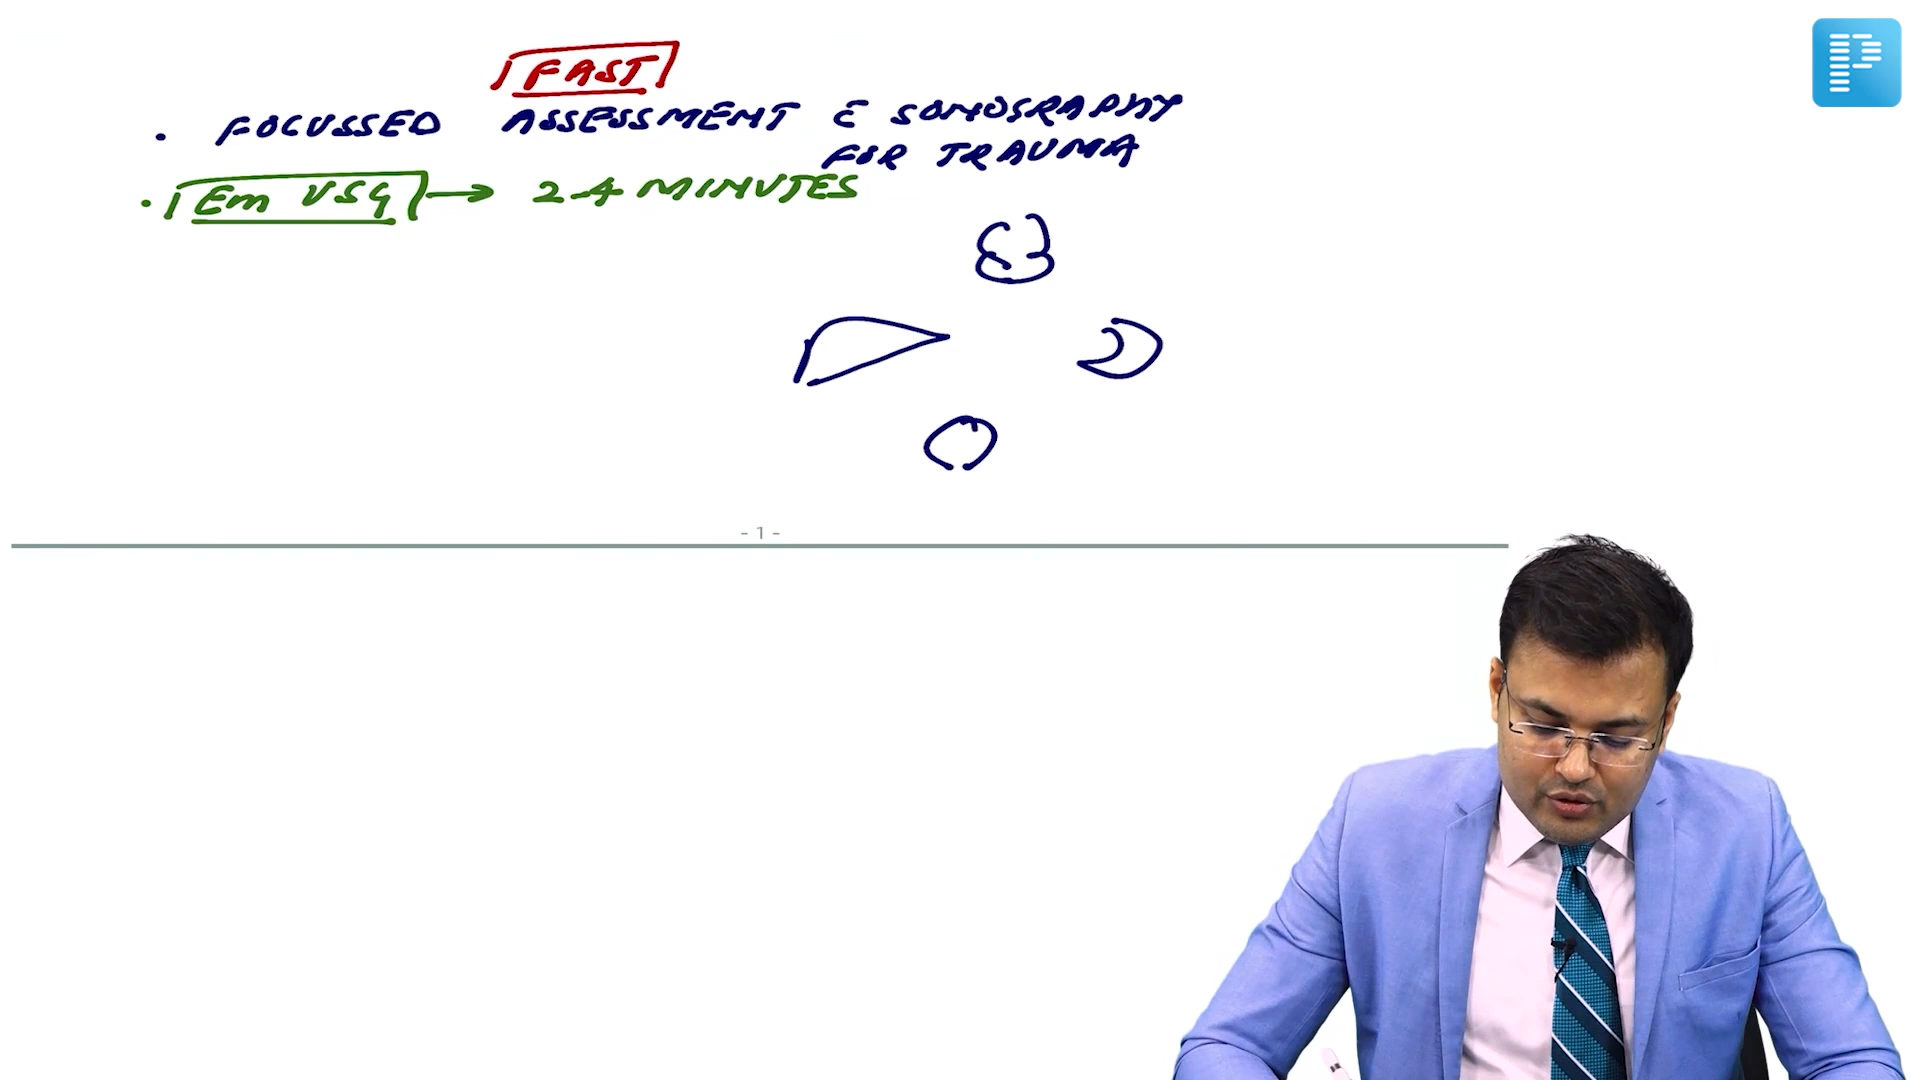 FAST
. FOCUSSED ASSESSMENT C̄ SONOGRAPHY
FOR TRAUMA
. Em USG → 2-4 MINUTES
- 1 -